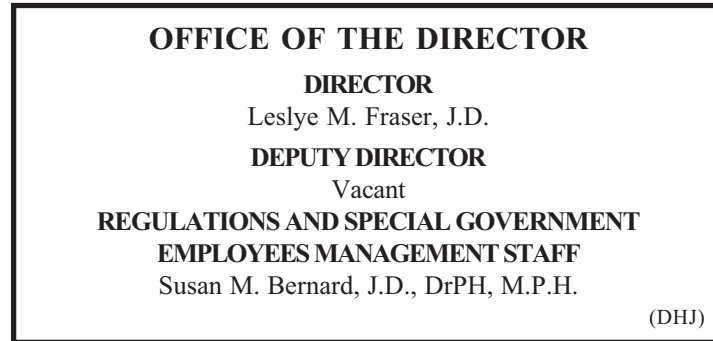 OFFICE OF THE DIRECTOR
DIRECTOR
Leslye M. Fraser, J.D.
DEPUTY DIRECTOR
Vacant
REGULATIONS AND SPECIAL GOVERNMENT
EMPLOYEES MANAGEMENT STAFF
Susan M. Bernard, J.D., DrPH, M.P.H.
(DHJ)